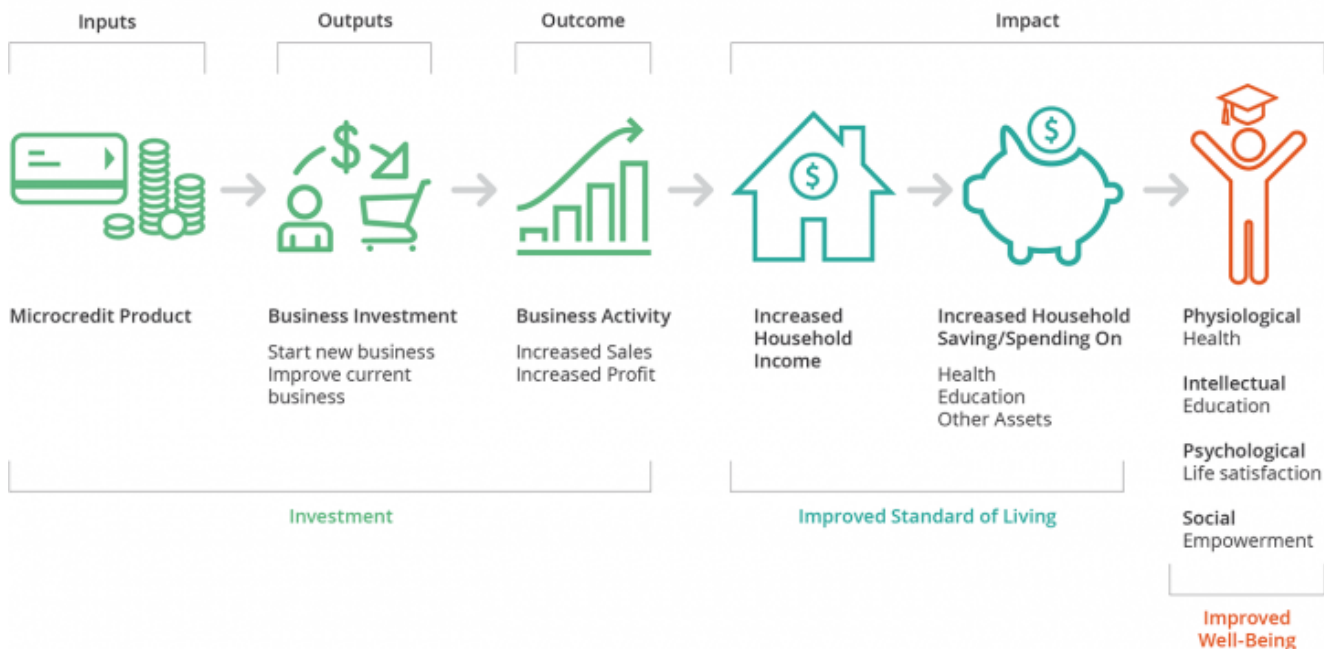 Inputs
Outputs
Outcome
Impact
$
$
$
Microcredit Product
Business Investment
Start new business
Improve current
business
Business Activity
Increased Sales
Increased Profit
Increased
Household
Income
Increased Household
Saving/Spending On
Health
Education
Other Assets
Physiological
Health
Intellectual
Education
Psychological
Life satisfaction
Social
Empowerment
Investment
Improved Standard of Living
Improved
Well-Being